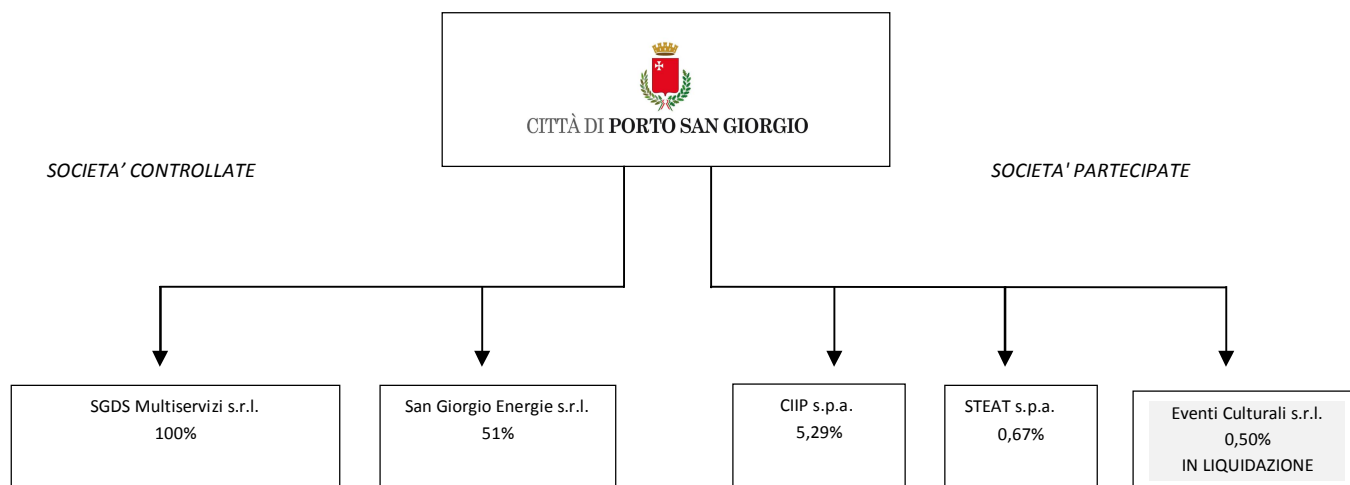 CITTÀ DI PORTO SAN GIORGIO
SOCIETA’ CONTROLLATE
SOCIETA' PARTECIPATE
SGDS Multiservizi s.r.l.
100%
San Giorgio Energie s.r.l.
51%
CIIP s.p.a.
5,29%
STEAT s.p.a.
0,67%
Eventi Culturali s.r.l.
0,50%
IN LIQUIDAZIONE